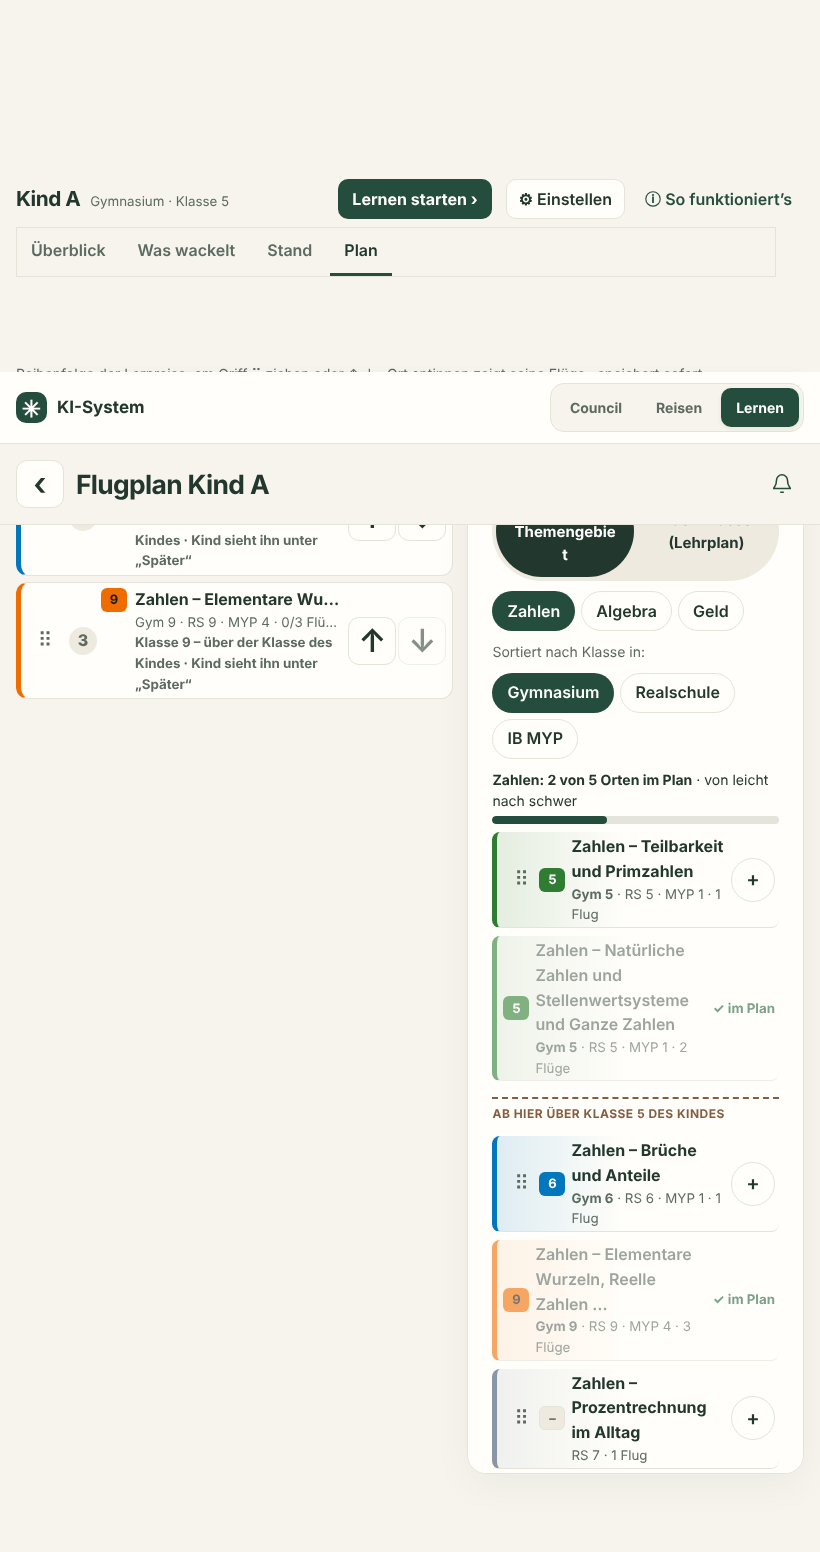 Kind A Gymnasium · Klasse 5
Lernen starten ›
⚙ Einstellen
ⓘ So funktioniert's
Überblick
Was wackelt
Stand
Plan
KI-System
Council
Reisen
Lernen
‹
Flugplan Kind A
Kindes · Kind sieht ihn unter
„Später“
9
Zahlen – Elementare Wu…
Gym 9 · RS 9 · MYP 4 · 0/3 Flü…
3
Klasse 9 – über der Klasse des
Kindes · Kind sieht ihn unter
„Später“
↑
↓
Themengebie
t
(Lehrplan)
Zahlen
Algebra
Geld
Sortiert nach Klasse in:
Gymnasium
Realschule
IB MYP
Zahlen: 2 von 5 Orten im Plan · von leicht
nach schwer
5
Zahlen – Teilbarkeit
und Primzahlen
Gym 5 · RS 5 · MYP 1 · 1
Flug
+
5
Zahlen – Natürliche
Zahlen und
Stellenwertsysteme
und Ganze Zahlen
Gym 5 · RS 5 · MYP 1 · 2
Flüge
✓ im Plan
AB HIER ÜBER KLASSE 5 DES KINDES
6
Zahlen – Brüche
und Anteile
Gym 6 · RS 6 · MYP 1 · 1
Flug
+
9
Zahlen – Elementare
Wurzeln, Reelle
Zahlen …
Gym 9 · RS 9 · MYP 4 · 3
Flüge
✓ im Plan
–
Zahlen –
Prozentrechnung
im Alltag
RS 7 · 1 Flug
+